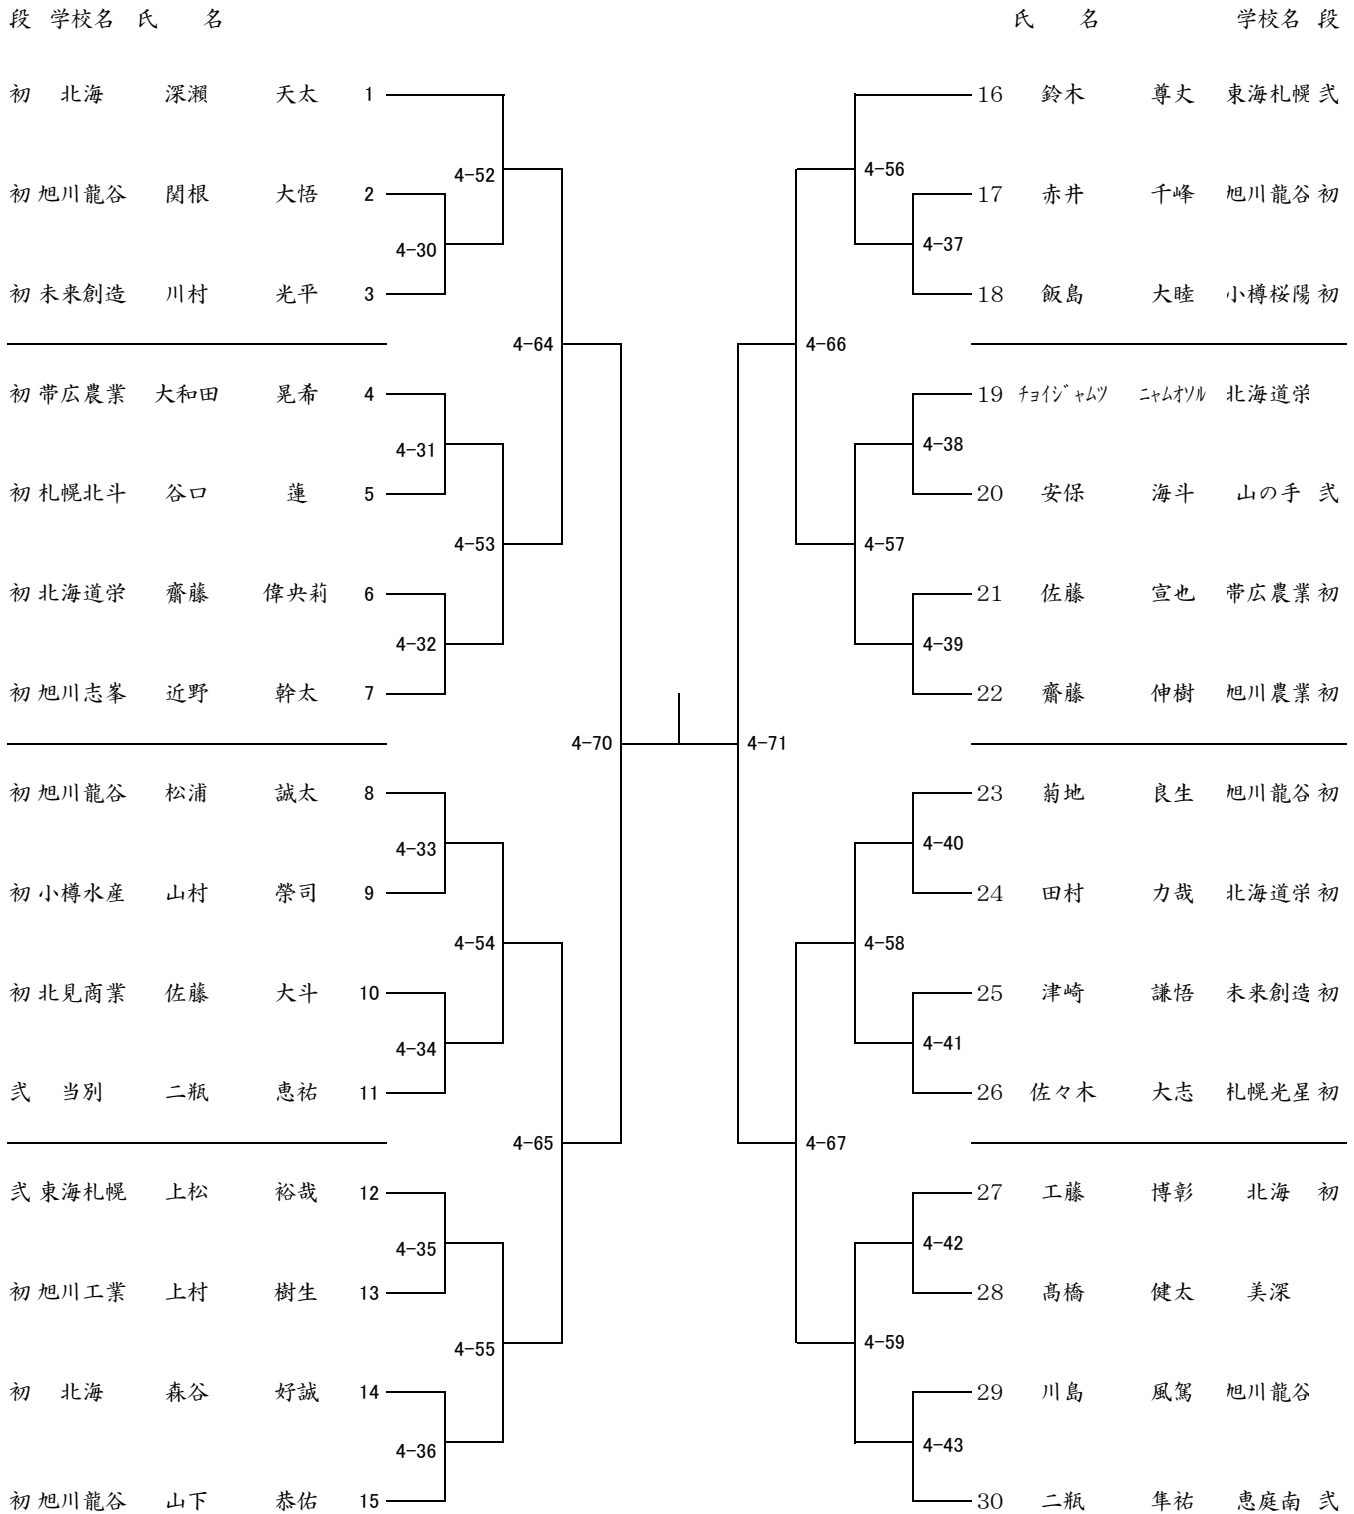 段 学校名 氏 名 氏 名 学校名 段
初 北海 深瀬 天太 1 16 鈴木 尊丈 東海札幌 弐
4-52 4-56
初 旭川龍谷 関根 大悟 2 17 赤井 千峰 旭川龍谷 初
4-30 4-37
初 未来創造 川村 光平 3 18 飯島 大睦 小樽桜陽 初
4-64 4-66
初 帯広農業 大和田 晃希 4 19 チョイジャムツ ニャムオソル 北海道栄
4-31 4-38
初 札幌北斗 谷口 蓮 5 20 安保 海斗 山の手 弐
4-53 4-57
初 北海道栄 齋藤 偉央莉 6 21 佐藤 宣也 帯広農業 初
4-32 4-39
初 旭川志峯 近野 幹太 7 22 齋藤 伸樹 旭川農業 初
4-70 4-71
初 旭川龍谷 松浦 誠太 8 23 菊地 良生 旭川龍谷 初
4-33 4-40
初 小樽水産 山村 榮司 9 24 田村 力哉 北海道栄 初
4-54 4-58
初 北見商業 佐藤 大斗 10 25 津崎 謙悟 未来創造 初
4-34 4-41
弐 当別 二瓶 恵祐 11 26 佐々木 大志 札幌光星 初
4-65 4-67
弐 東海札幌 上松 裕哉 12 27 工藤 博彰 北海 初
4-35 4-42
初 旭川工業 上村 樹生 13 28 髙橋 健太 美深
4-55 4-59
初 北海 森谷 好誠 14 29 川島 風駕 旭川龍谷
4-36 4-43
初 旭川龍谷 山下 恭佑 15 30 二瓶 隼祐 恵庭南 弐